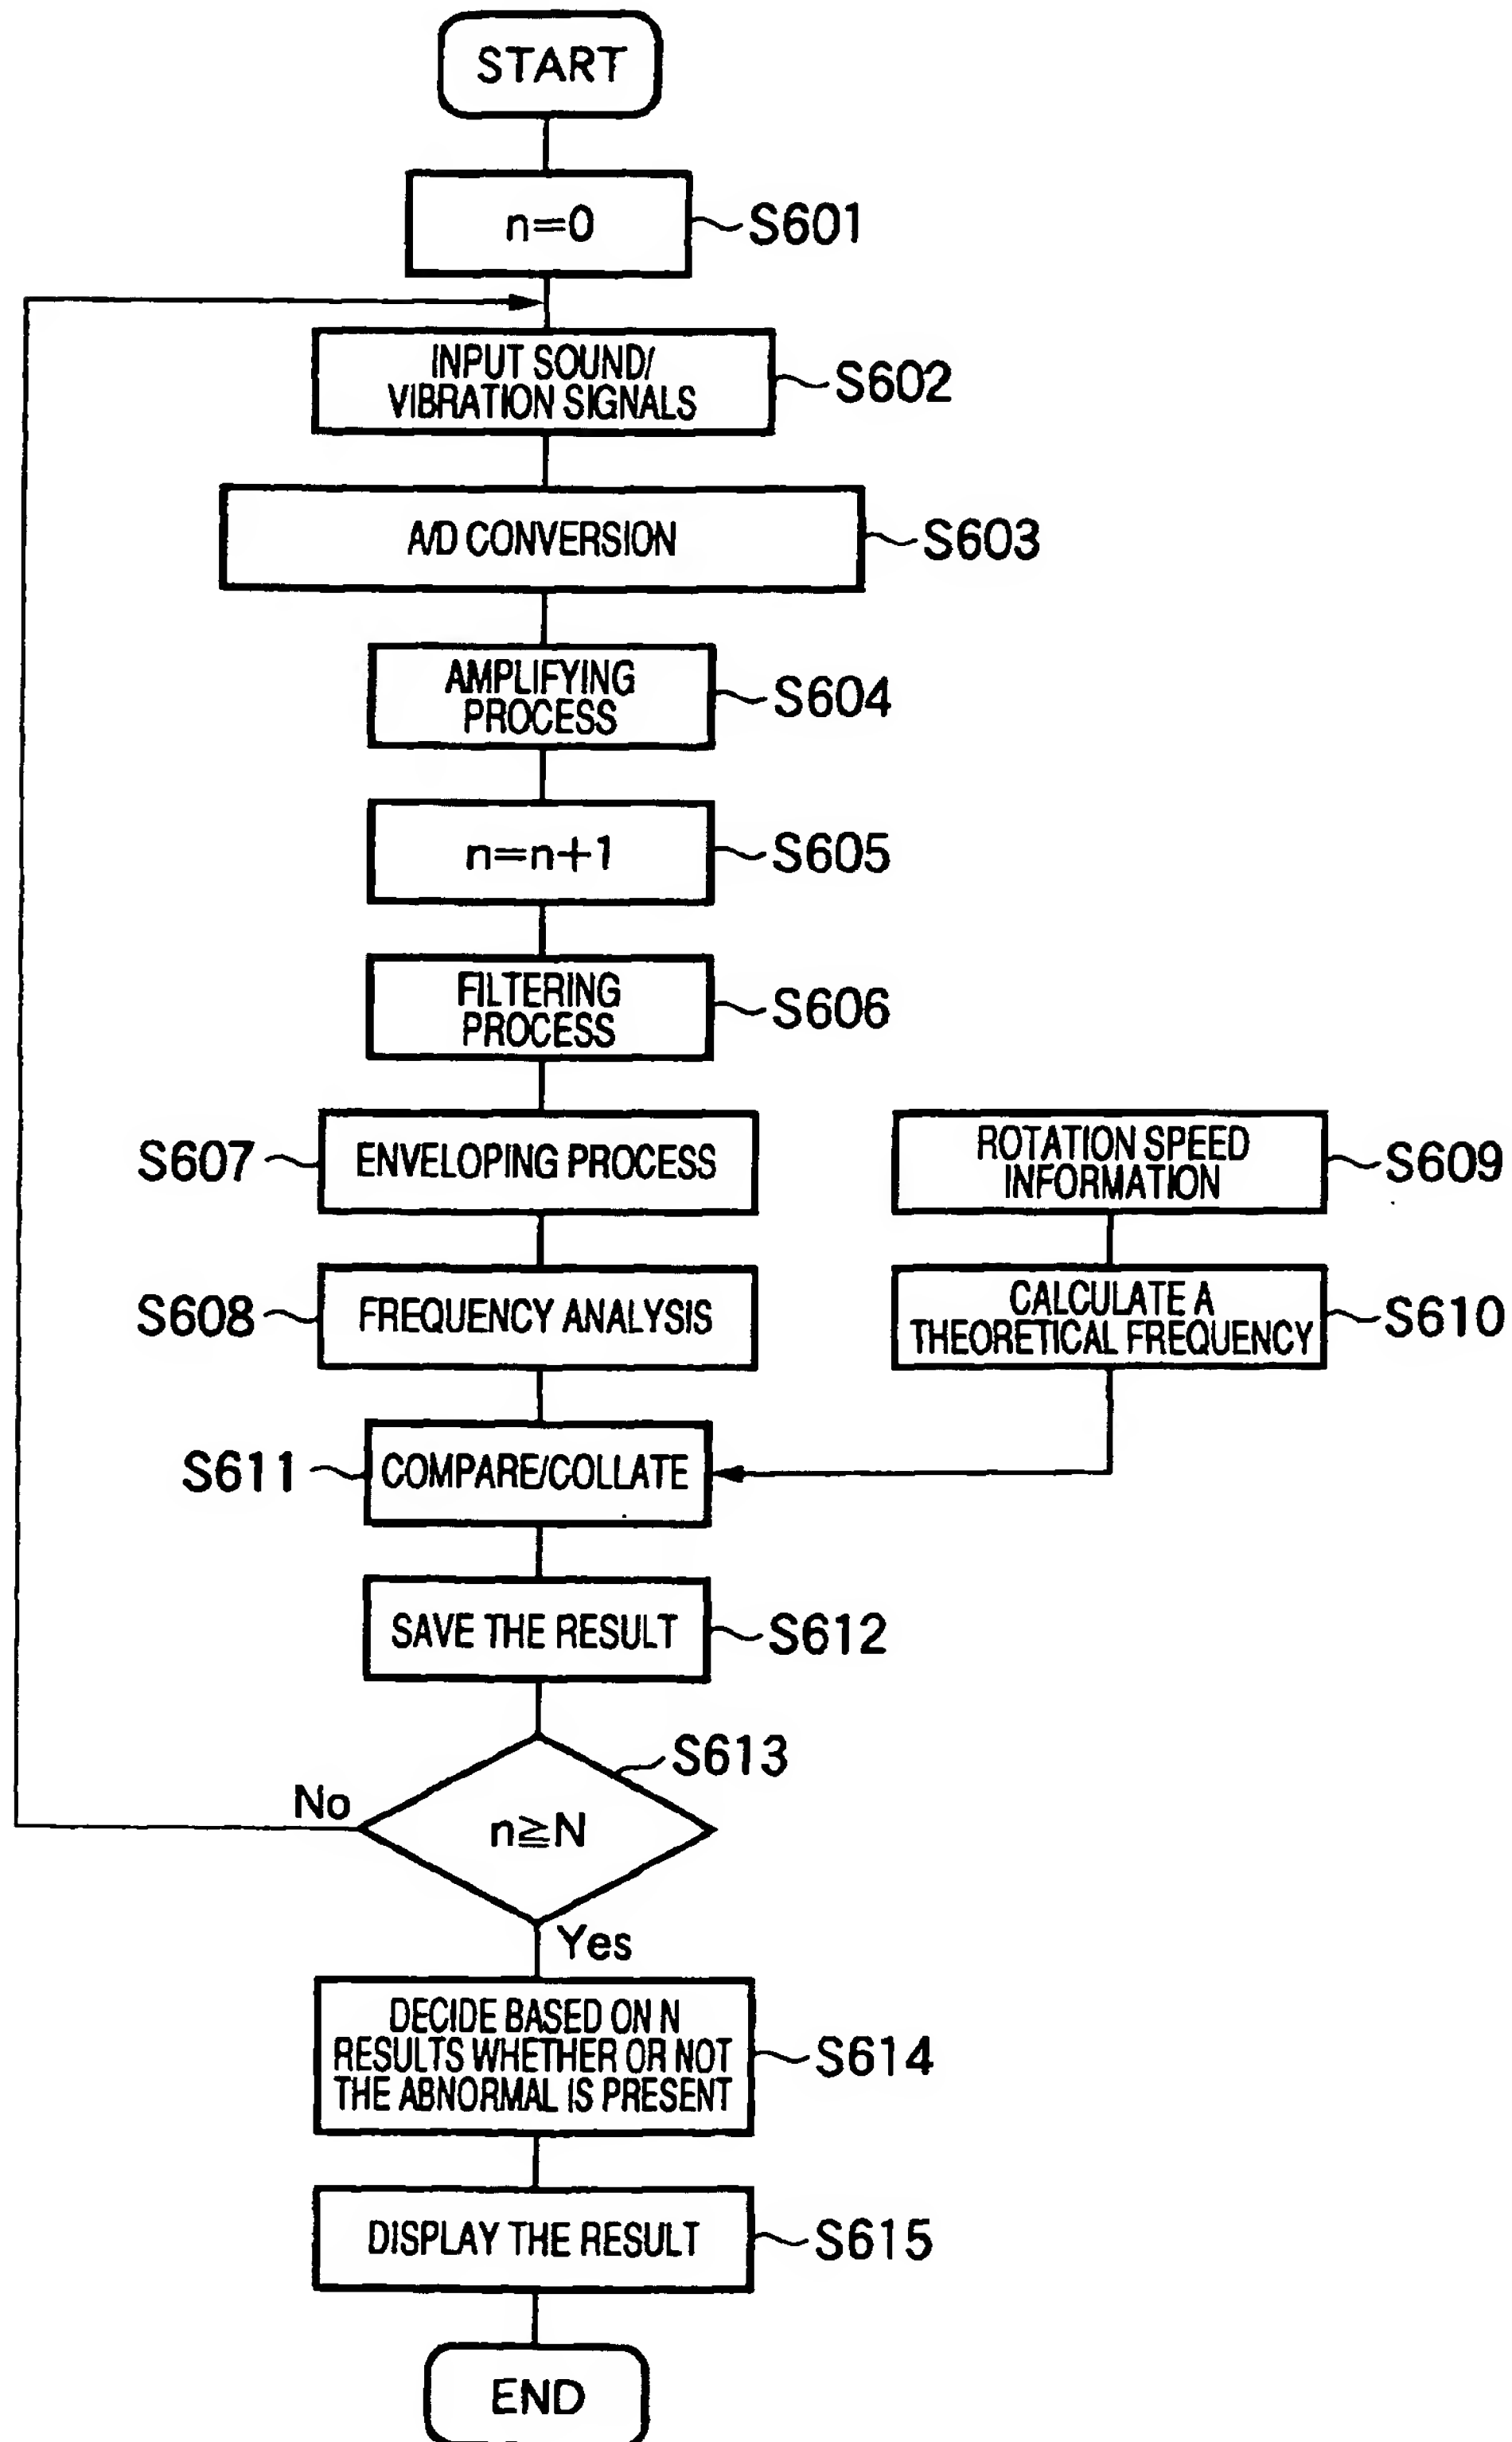 START
n=0
S601
INPUT SOUND/
VIBRATION SIGNALS
S602
A/D CONVERSION
S603
AMPLIFYING
PROCESS
S604
n=n+1
S605
FILTERING
PROCESS
S606
S607
ENVELOPING PROCESS
ROTATION SPEED
INFORMATION
S609
S608
FREQUENCY ANALYSIS
CALCULATE A
THEORETICAL FREQUENCY
S610
S611
COMPARE/COLLATE
SAVE THE RESULT
S612
S613
No
n≧N
Yes
DECIDE BASED ON N
RESULTS WHETHER OR NOT
THE ABNORMAL IS PRESENT
S614
DISPLAY THE RESULT
S615
END